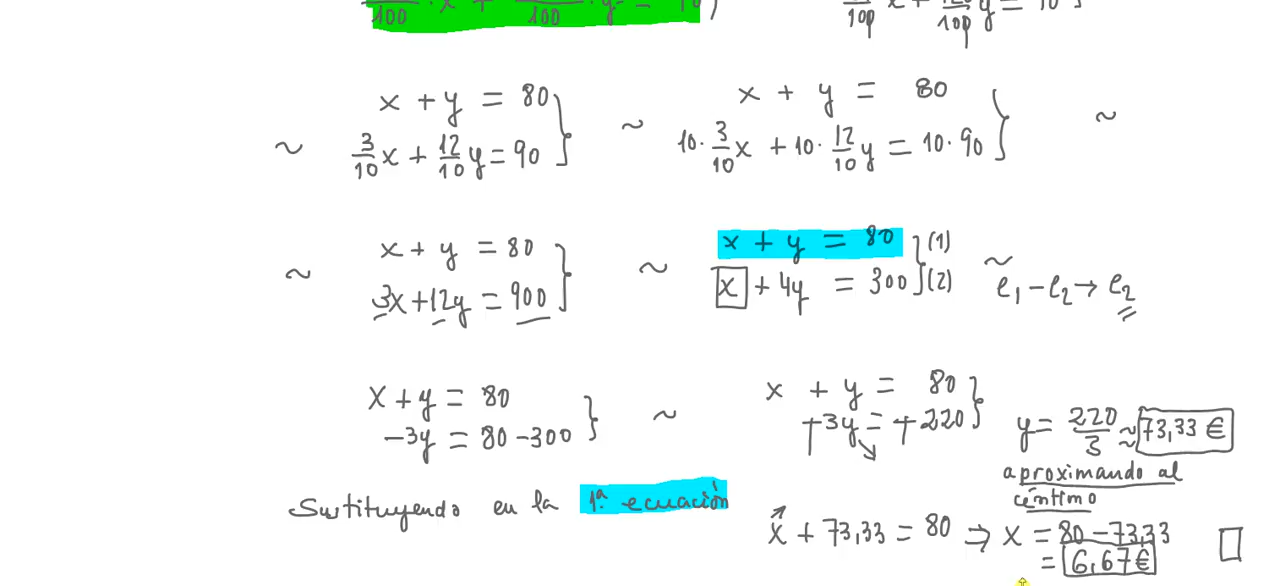 x + y = 80 } ~ x + y = 80 } ~
~ 3/10 x + 12/10 y = 90 10 · 3/10 x + 10 · 12/10 y = 10 · 90
x + y = 80 } ~ x + y = 80 } (1) ~
~ 3x + 12y = 900 x + 4y = 300 (2) e₁ - e₂ → e₂
x + y = 80 } ~ x + y = 80 }
-3y = 80 - 300 +3y = +220 y = 220/3 ≈ 73,33 €
aproximando al
céntimo
Sustituyendo en la 1ª ecuación
x + 73,33 = 80 ⇒ x = 80 - 73,33
= 6,67 €